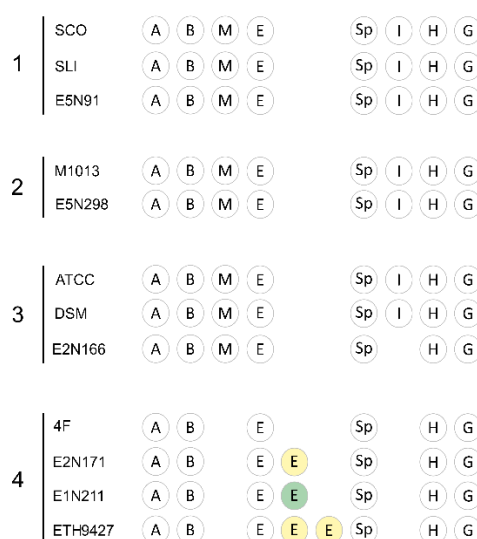 1
SCO A B M E Sp I H G
SLI A B M E Sp I H G
E5N91 A B M E Sp I H G
2
M1013 A B M E Sp I H G
E5N298 A B M E Sp I H G
3
ATCC A B M E Sp I H G
DSM A B M E Sp I H G
E2N166 A B M E Sp H G
4
4F A B E Sp H G
E2N171 A B E E Sp H G
E1N211 A B E E Sp H G
ETH9427 A B E E E Sp H G